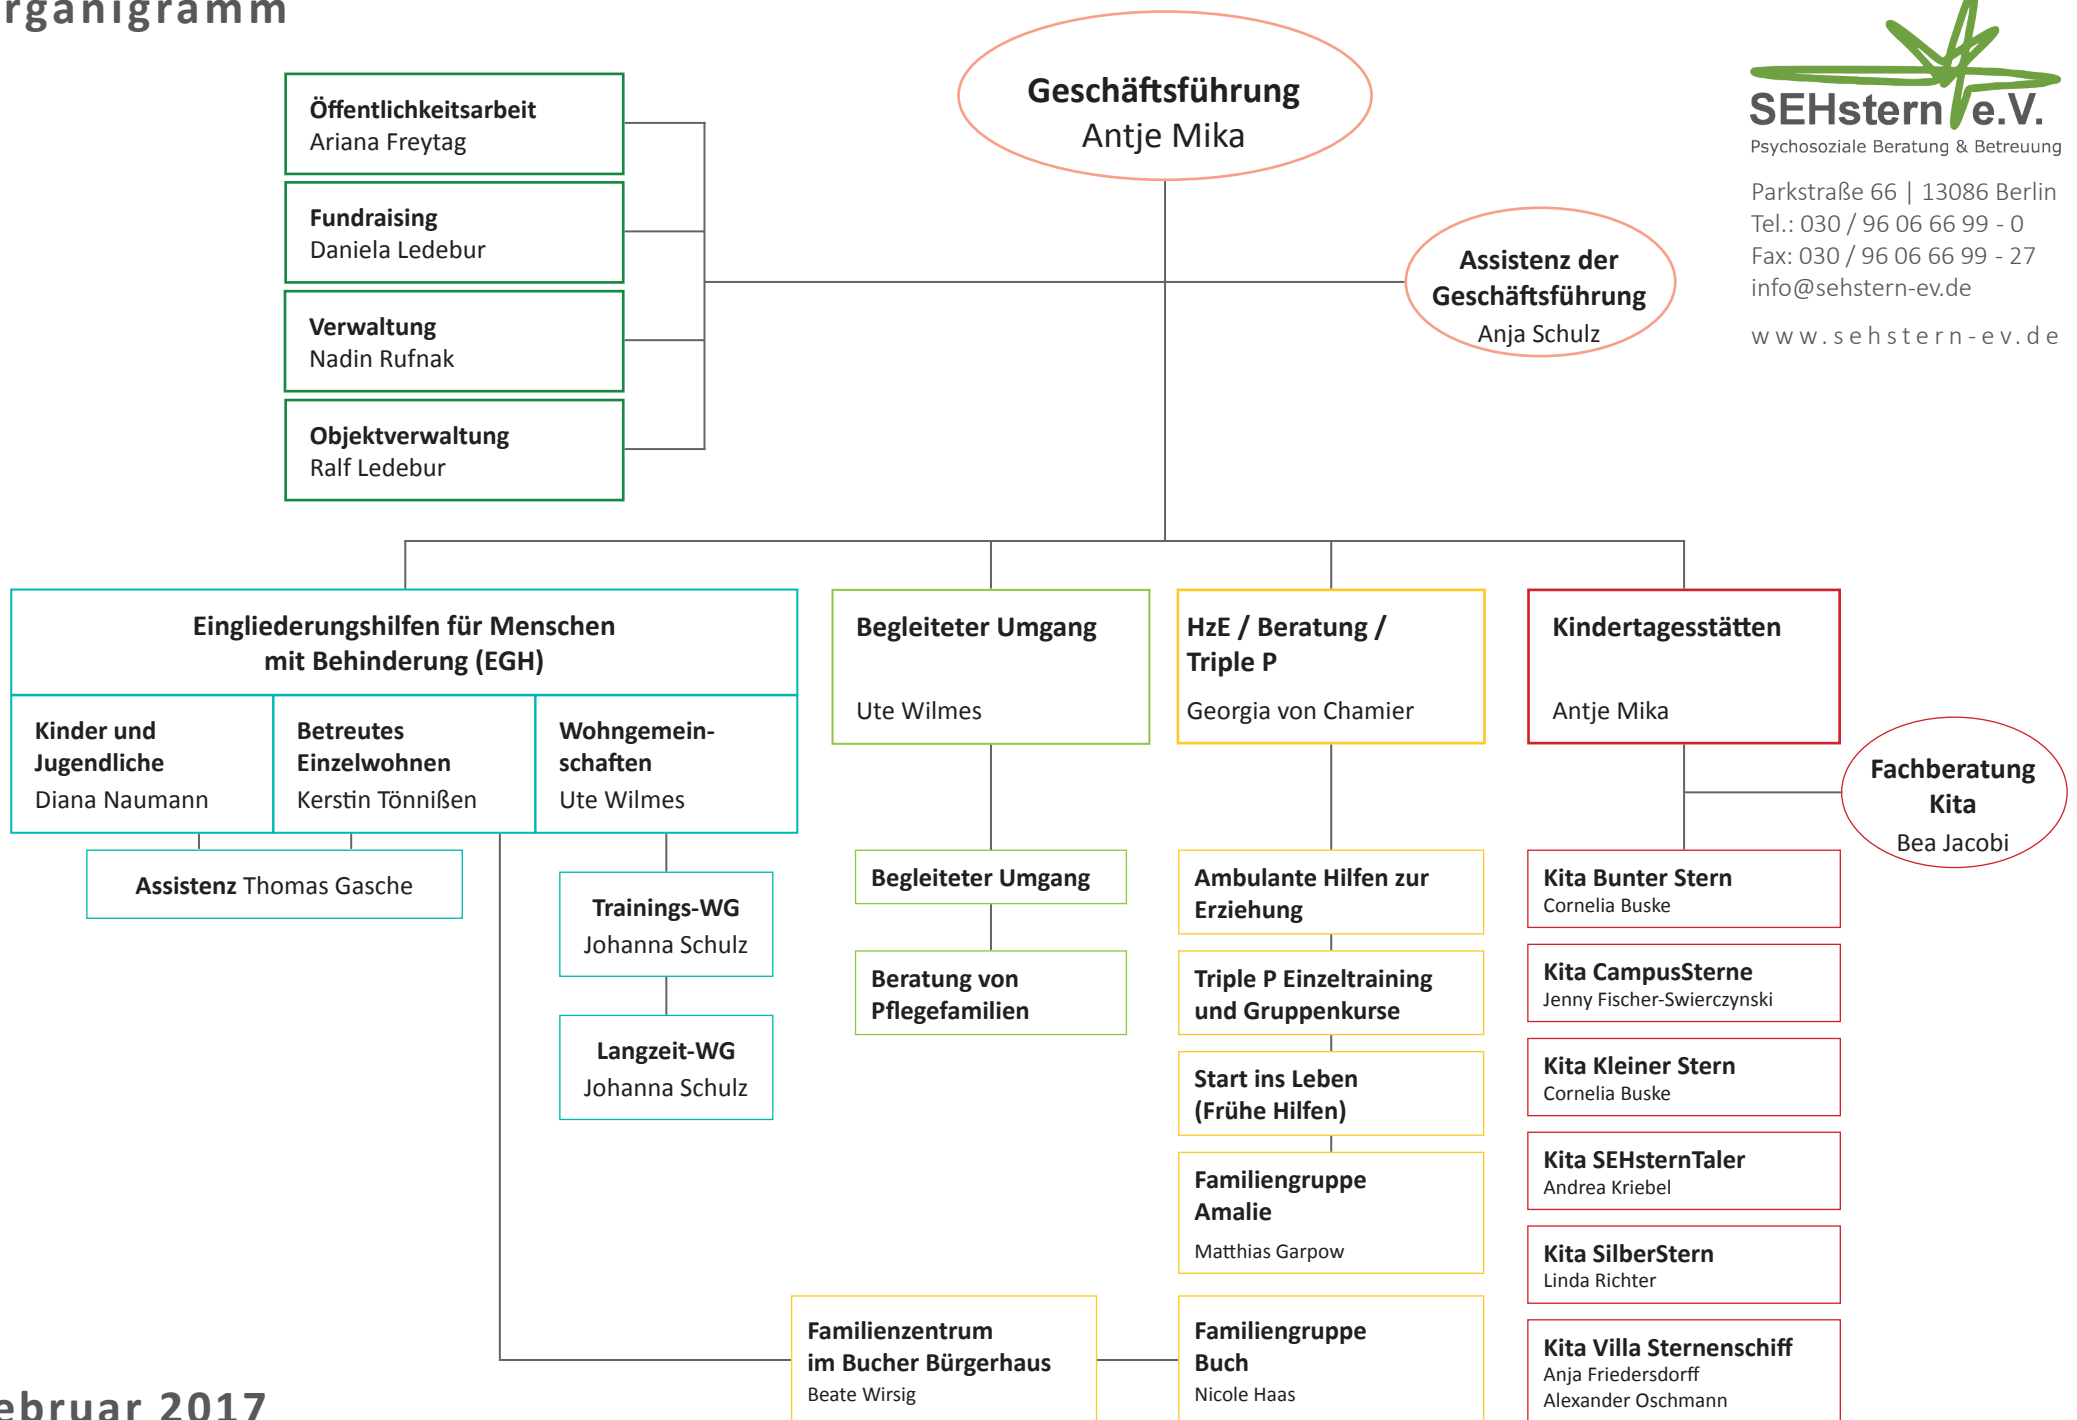 rganigramm
Geschäftsführung
Antje Mika
SEHstern e.V.
Psychosoziale Beratung & Betreuung
Parkstraße 66 | 13086 Berlin
Tel.: 030 / 96 06 66 99 - 0
Fax: 030 / 96 06 66 99 - 27
info@sehstern-ev.de
www.sehstern-ev.de
Öffentlichkeitsarbeit
Ariana Freytag
Fundraising
Daniela Ledebur
Verwaltung
Nadin Rufnak
Objektverwaltung
Ralf Ledebur
Assistenz der
Geschäftsführung
Anja Schulz
Eingliederungshilfen für Menschen
mit Behinderung (EGH)
Kinder und
Jugendliche
Diana Naumann
Betreutes
Einzelwohnen
Kerstin Tönnißen
Wohngemein-
schaften
Ute Wilmes
Assistenz Thomas Gasche
Trainings-WG
Johanna Schulz
Langzeit-WG
Johanna Schulz
Begleiteter Umgang
Ute Wilmes
Begleiteter Umgang
Beratung von
Pflegefamilien
HzE / Beratung /
Triple P
Georgia von Chamier
Ambulante Hilfen zur
Erziehung
Triple P Einzeltraining
und Gruppenkurse
Start ins Leben
(Frühe Hilfen)
Familiengruppe
Amalie
Matthias Garpow
Familienzentrum
im Bucher Bürgerhaus
Beate Wirsig
Familiengruppe
Buch
Nicole Haas
Kindertagesstätten
Antje Mika
Fachberatung
Kita
Bea Jacobi
Kita Bunter Stern
Cornelia Buske
Kita CampusSterne
Jenny Fischer-Swierczynski
Kita Kleiner Stern
Cornelia Buske
Kita SEHsternTaler
Andrea Kriebel
Kita SilberStern
Linda Richter
Kita Villa Sternenschiff
Anja Friedersdorff
Alexander Oschmann
ebruar 2017